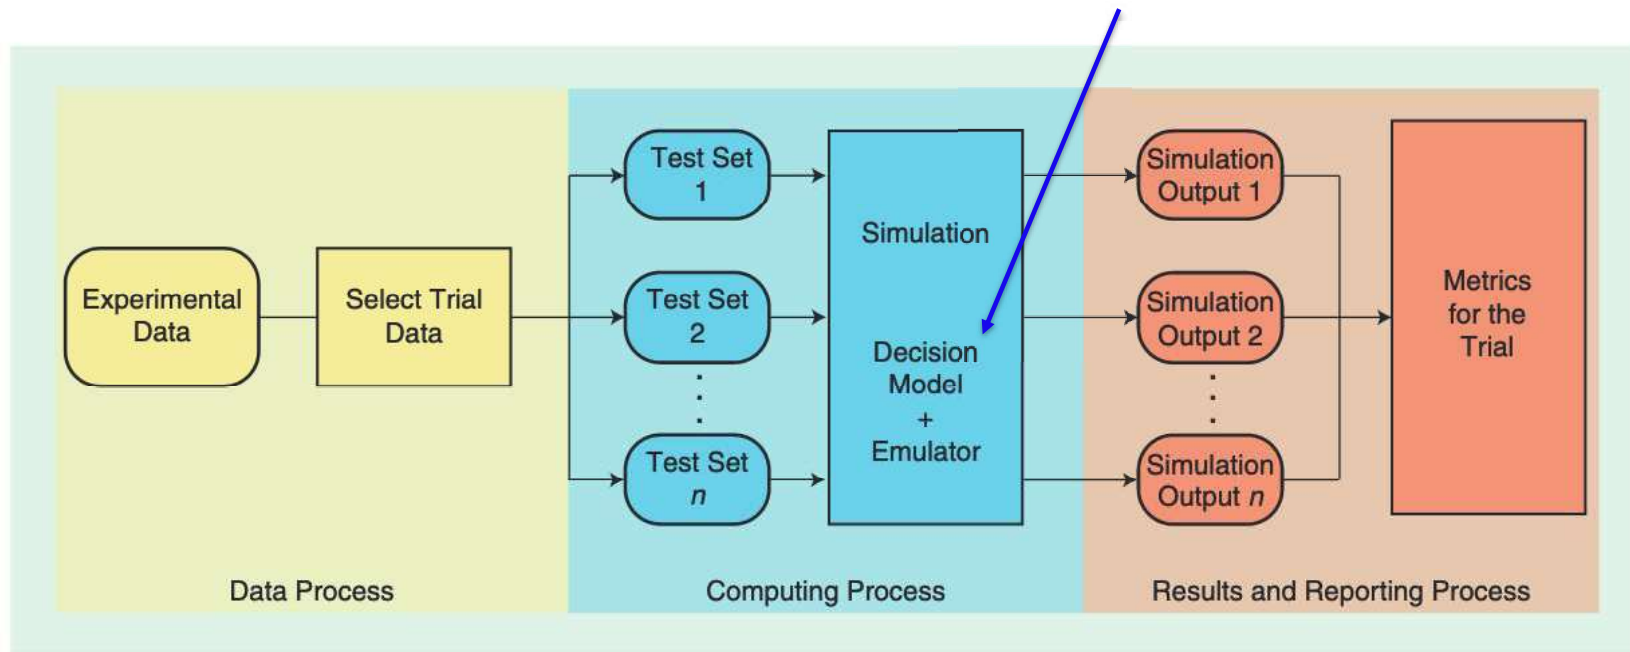 Experimental
Data
Select Trial
Data
Test Set
1
Test Set
2
Test Set
n
Simulation
Decision
Model
+
Emulator
Simulation
Output 1
Simulation
Output 2
Simulation
Output n
Metrics
for the
Trial
Data Process
Computing Process
Results and Reporting Process